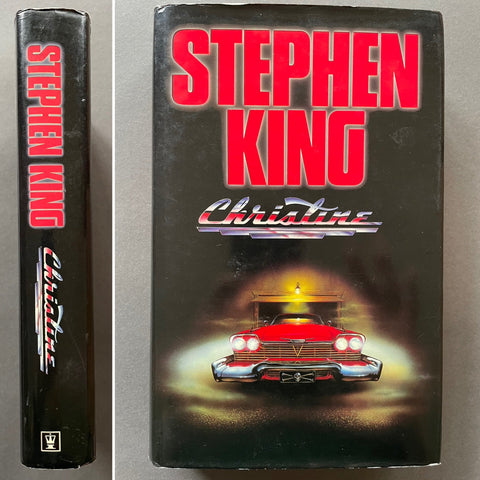 STEPHEN KING
Christine
STEPHEN
KING
Christine